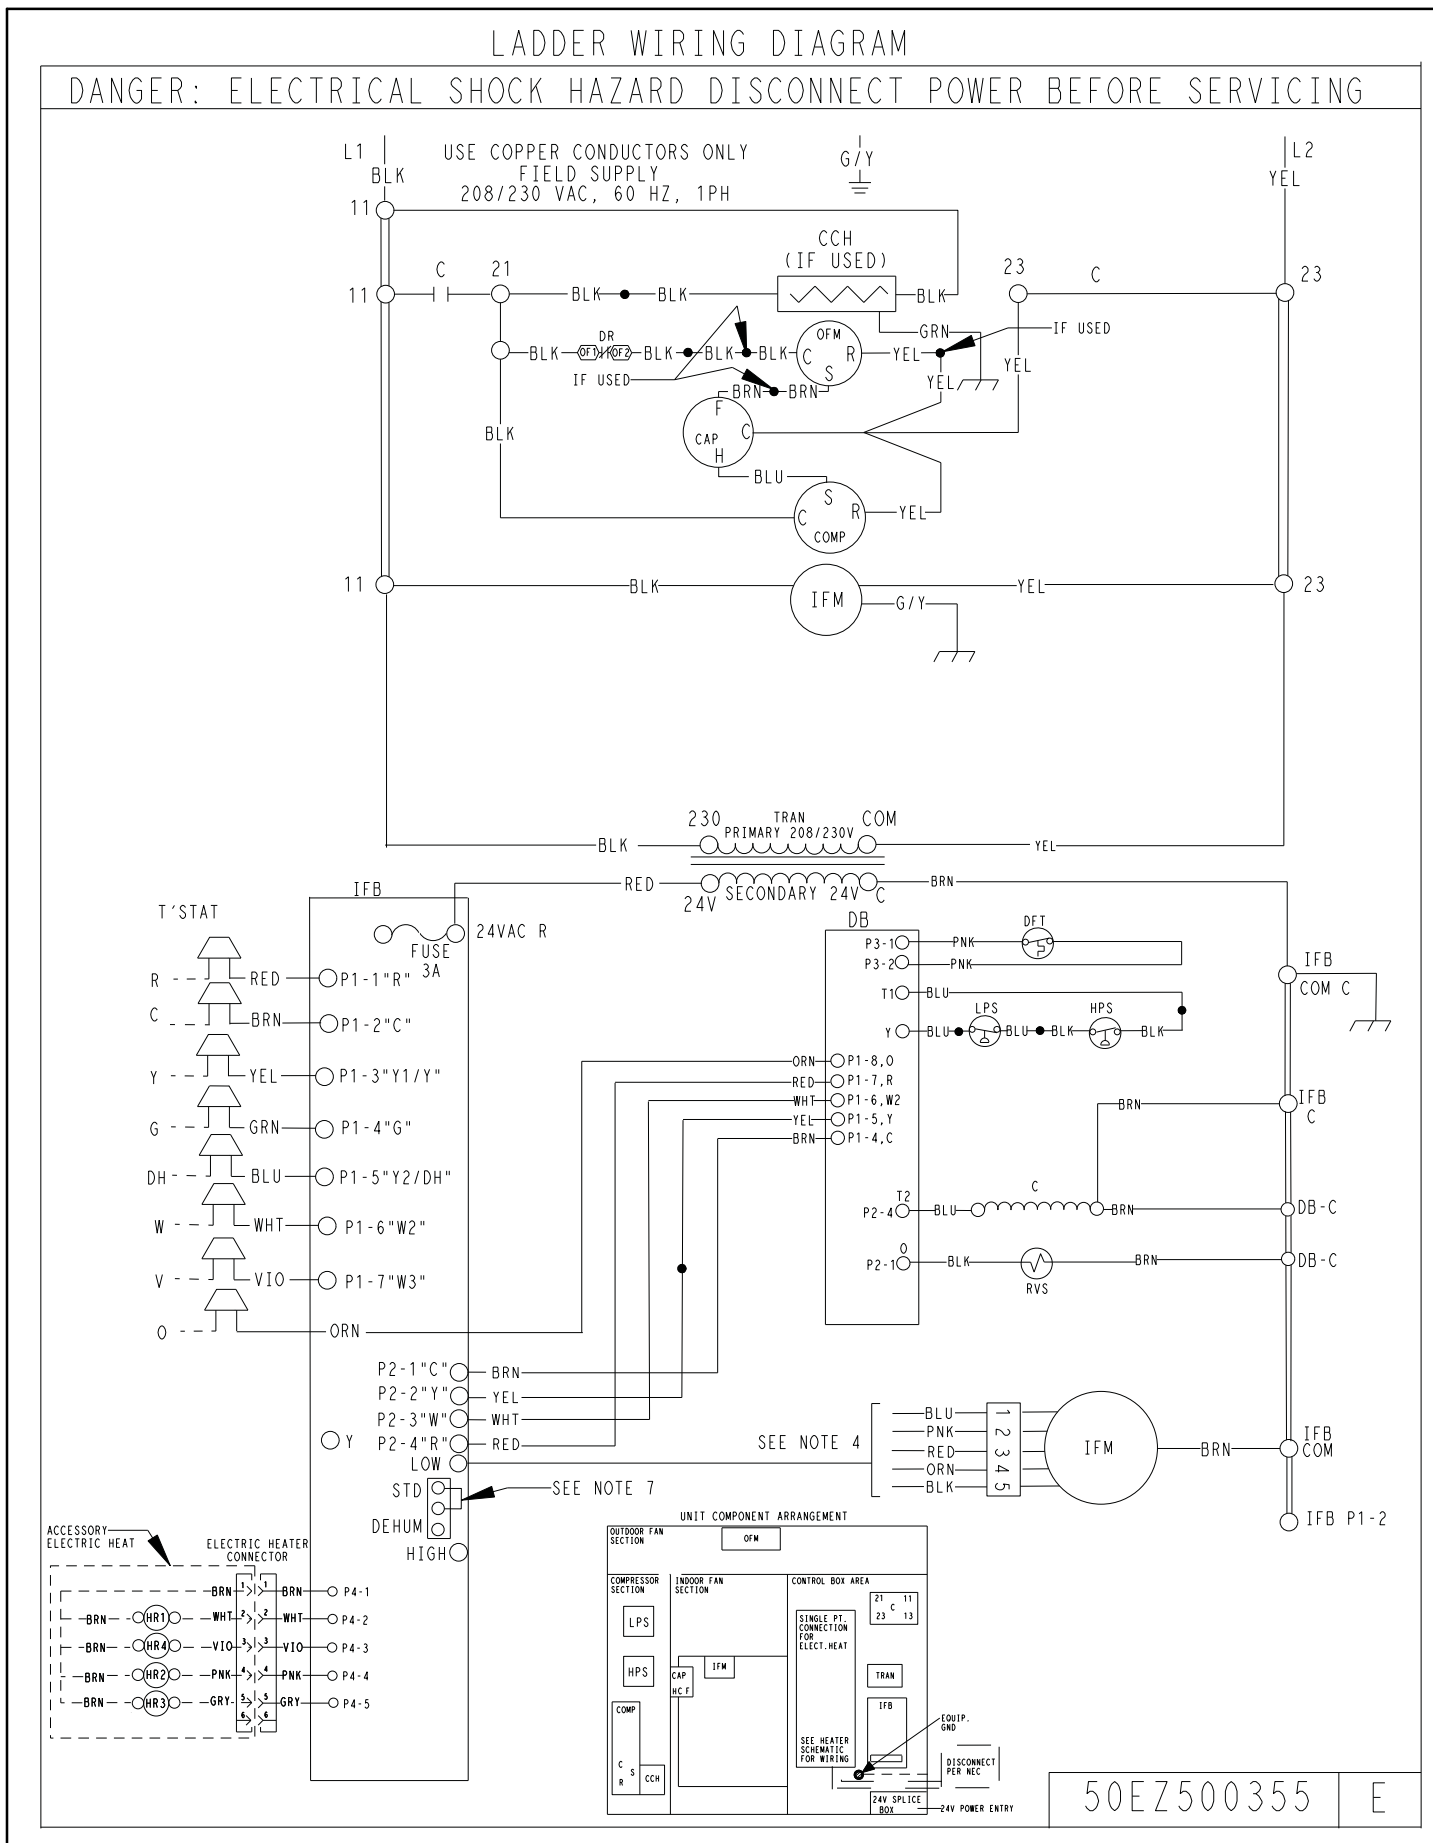 LADDER WIRING DIAGRAM
DANGER: ELECTRICAL SHOCK HAZARD DISCONNECT POWER BEFORE SERVICING
L1
BLK
USE COPPER CONDUCTORS ONLY
FIELD SUPPLY
208/230 VAC, 60 HZ, 1PH
G/Y
L2
YEL
11
CCH
(IF USED)
11
C
21
BLK
BLK
BLK
23
C
23
GRN
IF USED
DR
BLK
OF1
OF2
BLK
BLK
BLK
OFM
C
R
S
YEL
YEL
YEL
IF USED
BRN
BRN
F
CAP
C
H
BLK
BLU
S
C
R
COMP
YEL
11
BLK
IFM
YEL
23
G/Y
230
TRAN
PRIMARY 208/230V
COM
BLK
YEL
RED
24V
SECONDARY 24V
C
BRN
IFB
FUSE
3A
24VAC R
T'STAT
R
RED
P1-1"R"
C
BRN
P1-2"C"
Y
YEL
P1-3"Y1/Y"
G
GRN
P1-4"G"
DH
BLU
P1-5"Y2/DH"
W
WHT
P1-6"W2"
V
VIO
P1-7"W3"
O
ORN
DB
P3-1
PNK
DFT
P3-2
PNK
T1
BLU
LPS
HPS
Y
BLU
BLU
BLK
BLK
IFB
COM C
ORN
P1-8,O
RED
P1-7,R
WHT
P1-6,W2
YEL
P1-5,Y
BRN
P1-4,C
BRN
IFB
C
T2
P2-4
BLU
C
BRN
DB-C
O
P2-1
BLK
RVS
BRN
DB-C
P2-1"C"
BRN
P2-2"Y"
YEL
P2-3"W"
WHT
Y
P2-4"R"
RED
LOW
SEE NOTE 4
STD
SEE NOTE 7
DEHUM
HIGH
BLU
1
PNK
2
RED
3
ORN
4
BLK
5
IFM
BRN
IFB
COM
IFB P1-2
ACCESSORY
ELECTRIC HEAT
ELECTRIC HEATER
CONNECTOR
BRN
1
1
BRN
P4-1
BRN
HR1
WHT
2
2
WHT
P4-2
BRN
HR4
VIO
3
3
VIO
P4-3
BRN
HR2
PNK
4
4
PNK
P4-4
BRN
HR3
GRY
5
5
GRY
P4-5
6
6
UNIT COMPONENT ARRANGEMENT
OUTDOOR FAN
SECTION
OFM
COMPRESSOR
SECTION
INDOOR FAN
SECTION
CONTROL BOX AREA
LPS
HPS
COMP
C
S
R
CCH
CAP
H C F
IFM
SINGLE PT.
CONNECTION
FOR
ELECT.HEAT
SEE HEATER
SCHEMATIC
FOR WIRING
21
11
C
23
13
TRAN
IFB
EQUIP.
GND
DISCONNECT
PER NEC
24V SPLICE
BOX
24V POWER ENTRY
50EZ500355
E